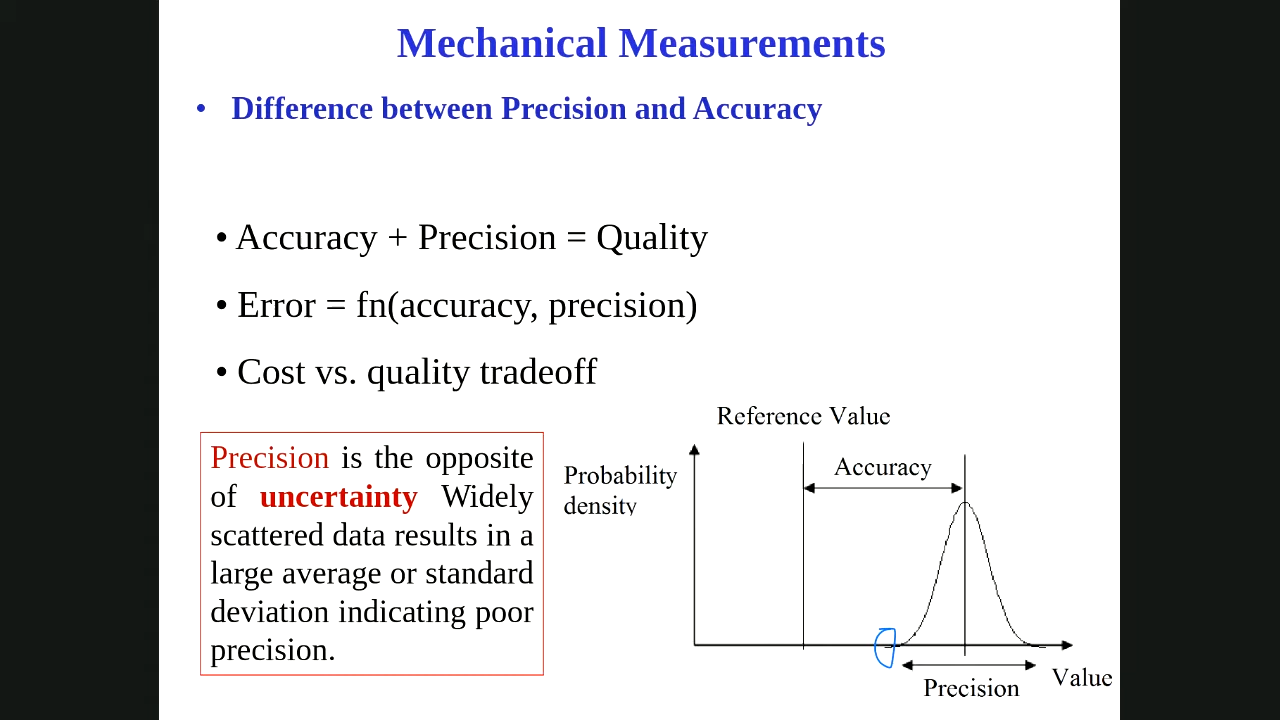 Mechanical Measurements
• Difference between Precision and Accuracy
• Accuracy + Precision = Quality
• Error = fn(accuracy, precision)
• Cost vs. quality tradeoff
Precision is the opposite
of uncertainty Widely
scattered data results in a
large average or standard
deviation indicating poor
precision.
Reference Value
Accuracy
Probability
density
Precision
Value